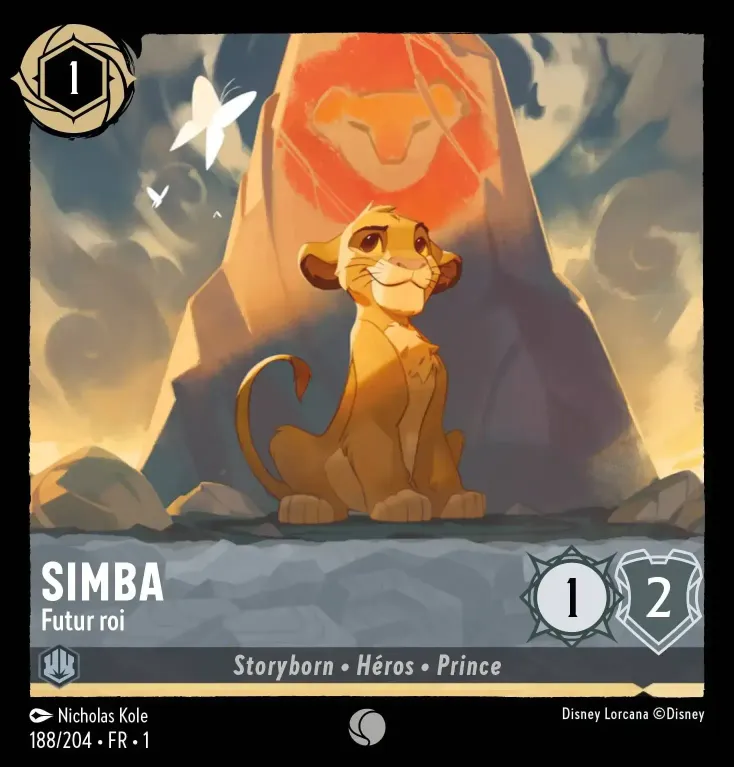 1
SIMBA
Futur roi
1
2
Storyborn • Héros • Prince
Nicholas Kole
188/204 • FR • 1
Disney Lorcana ©Disney